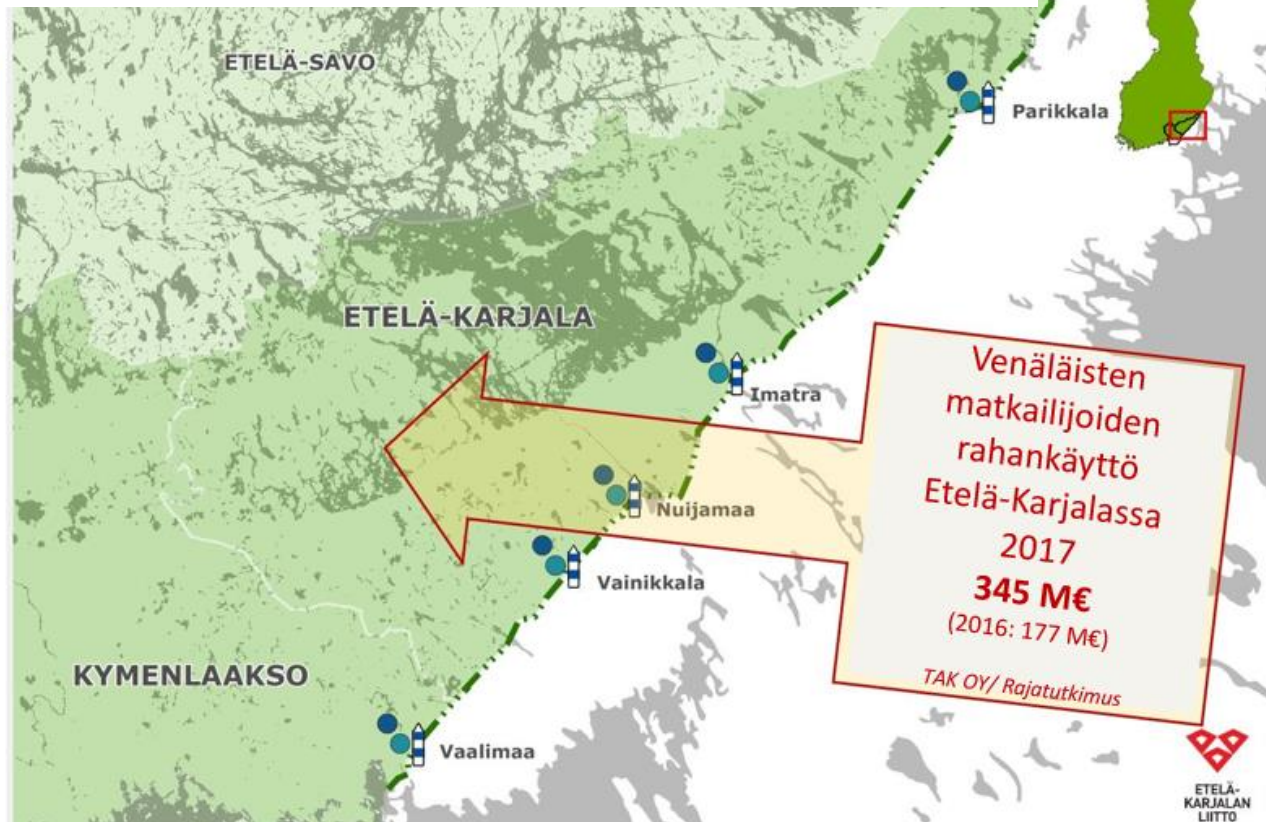 ETELÄ-SAVO
Parikkala
ETELÄ-KARJALA
Imatra
Nuijamaa
Vainikkala
KYMENLAAKSO
Vaalimaa
Venäläisten
matkailijoiden
rahankäyttö
Etelä-Karjalassa
2017
345 M€
(2016: 177 M€)
TAK OY/ Rajatutkimus
ETELÄ-
KARJALAN
LIITTO